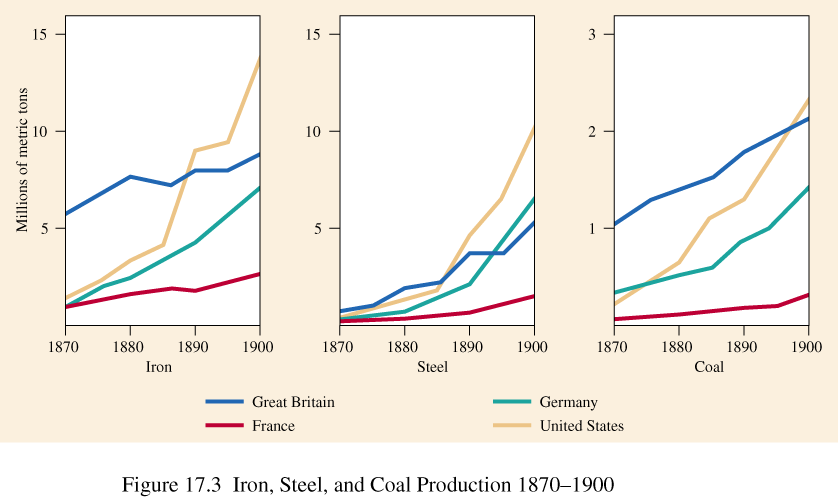 Millions of metric tons
15
10
5
1870 1880 1890 1900
Iron
15
10
5
1870 1880 1890 1900
Steel
3
2
1
1870 1880 1890 1900
Coal
Great Britain
Germany
France
United States
Figure 17.3 Iron, Steel, and Coal Production 1870–1900